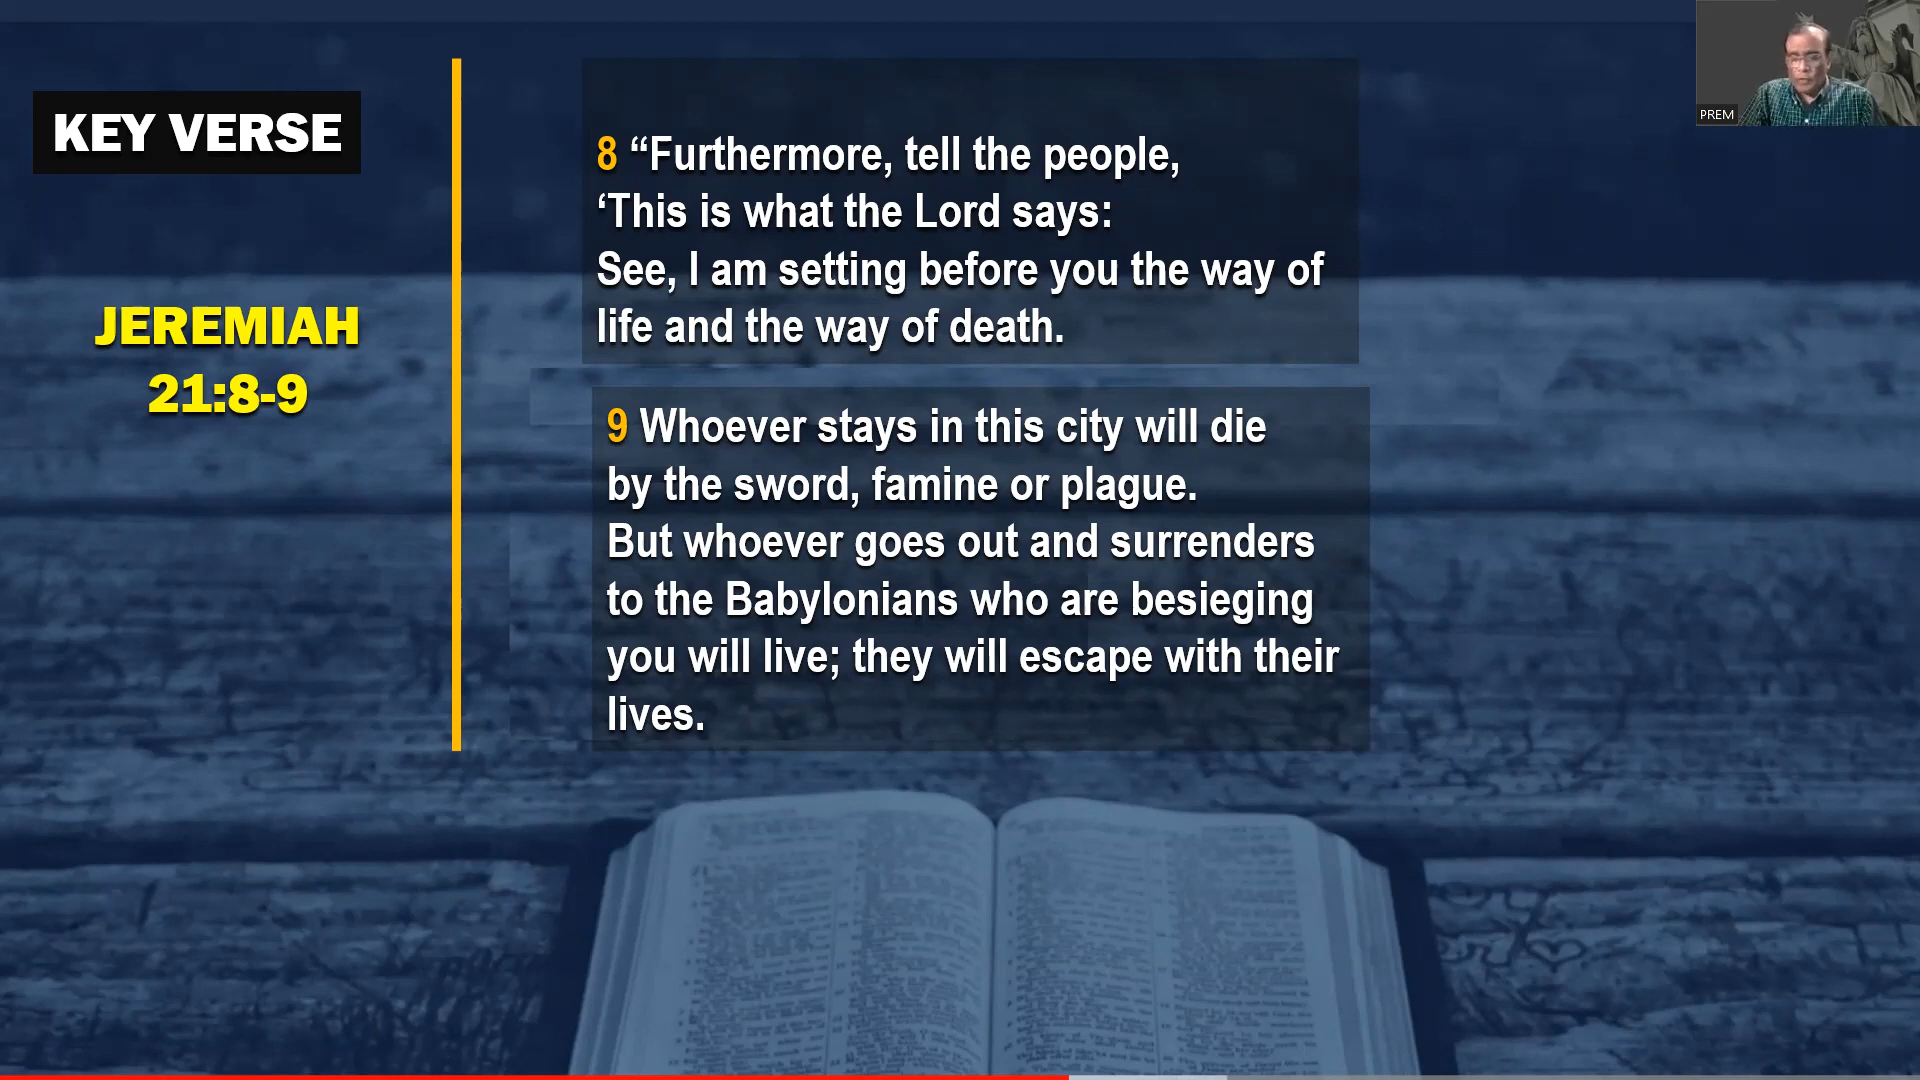 KEY VERSE
JEREMIAH
21:8-9
8 “Furthermore, tell the people,
‘This is what the Lord says:
See, I am setting before you the way of
life and the way of death.
9 Whoever stays in this city will die
by the sword, famine or plague.
But whoever goes out and surrenders
to the Babylonians who are besieging
you will live; they will escape with their
lives.
PREM